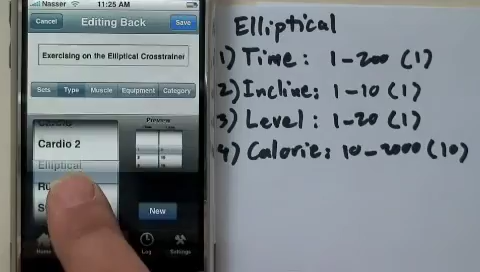 Nasser 11:25 AM
Cancel Editing Back Save
Exercising on the Elliptical Crosstrainer
Sets Type Muscle Equipment Category
Cardio 2
Elliptical
Preview
New
Home Log Settings
Elliptical
1) Time: 1-200 (1)
2) Incline: 1-10 (1)
3) Level: 1-20 (1)
4) Calorie: 10-2000 (10)